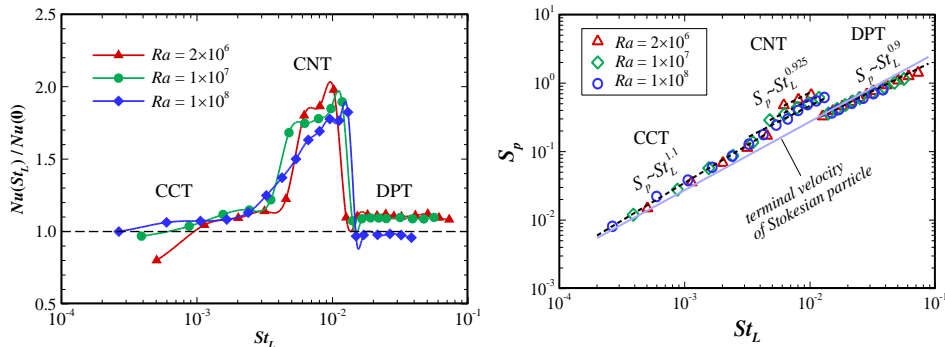 2.5
2.0
1.5
1.0
0.5
Nu(St_L) / Nu(0)
Ra = 2×10^6
Ra = 1×10^7
Ra = 1×10^8
CNT
CCT
DPT
10^-4
10^-3
10^-2
10^-1
St_L
10^1
10^0
10^-1
10^-2
10^-3
S_p
Ra = 2×10^6
Ra = 1×10^7
Ra = 1×10^8
CNT
DPT
CCT
S_p~St_L^1.1
S_p~St_L^0.925
S_p~St_L^0.9
terminal velocity
of Stokesian particle
10^-4
10^-3
10^-2
10^-1
St_L